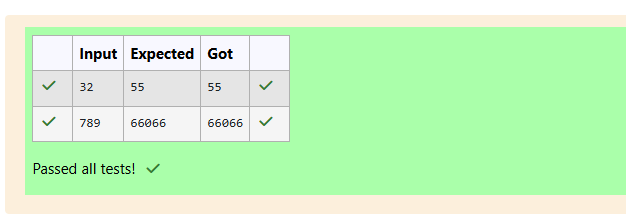 Input Expected Got
32 55 55
789 66066 66066
Passed all tests!